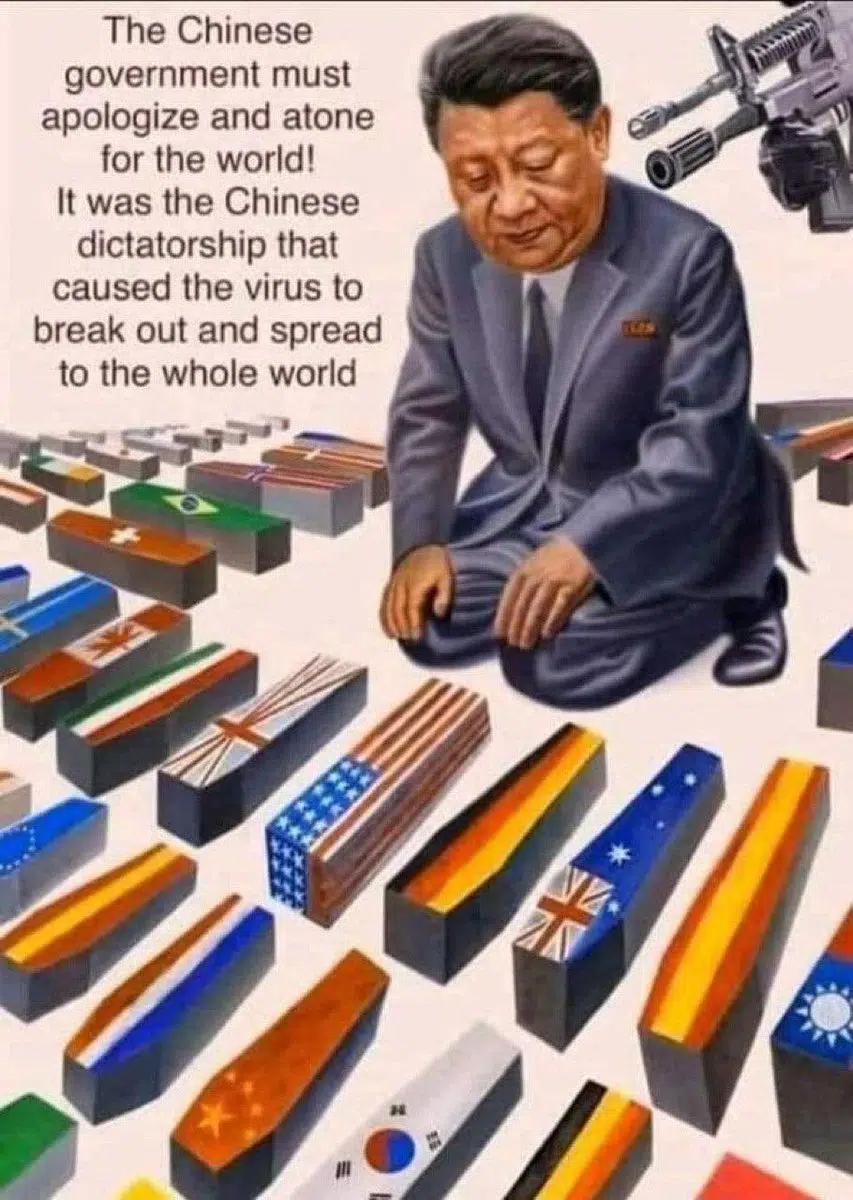 The Chinese
government must
apologize and atone
for the world!
It was the Chinese
dictatorship that
caused the virus to
break out and spread
to the whole world